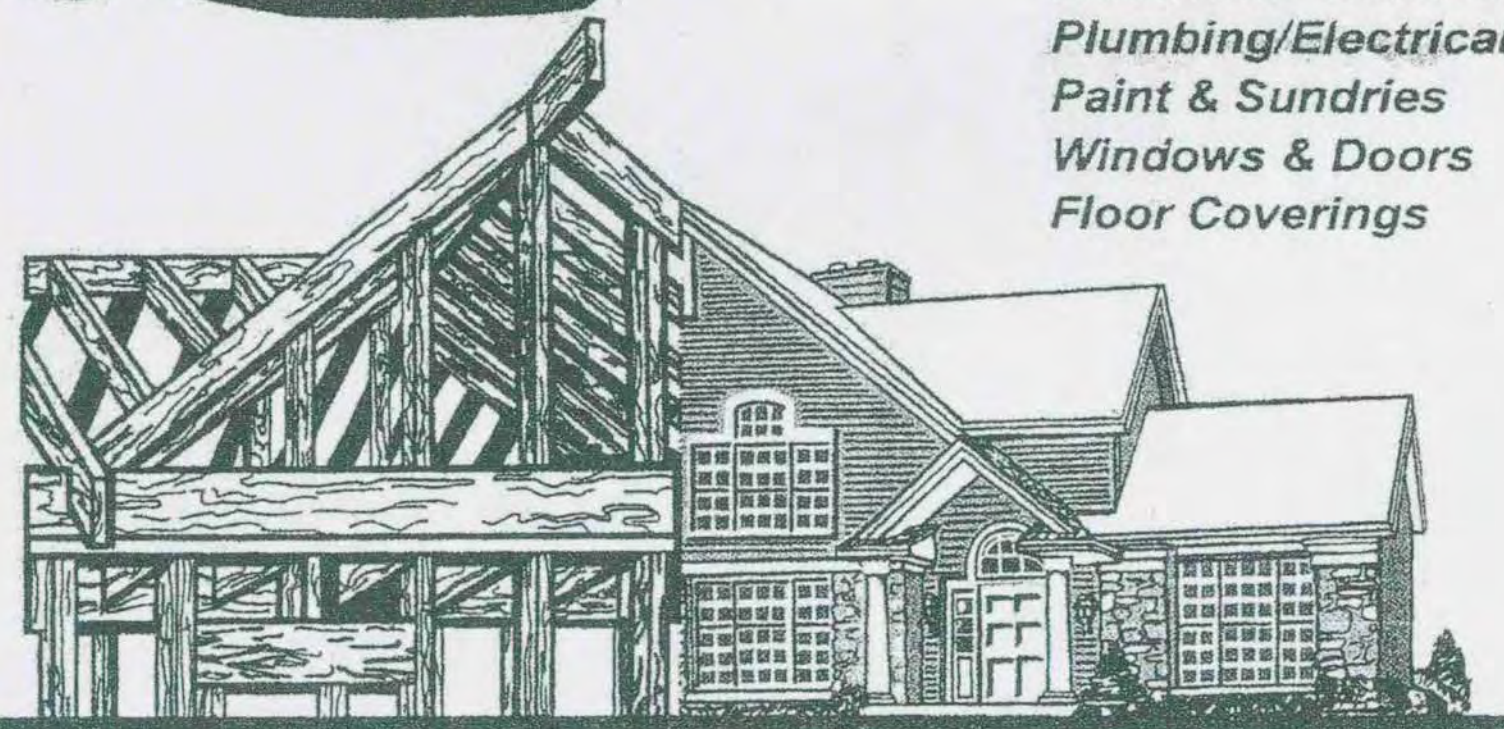 Plumbing/Electrical
Paint & Sundries
Windows & Doors
Floor Coverings